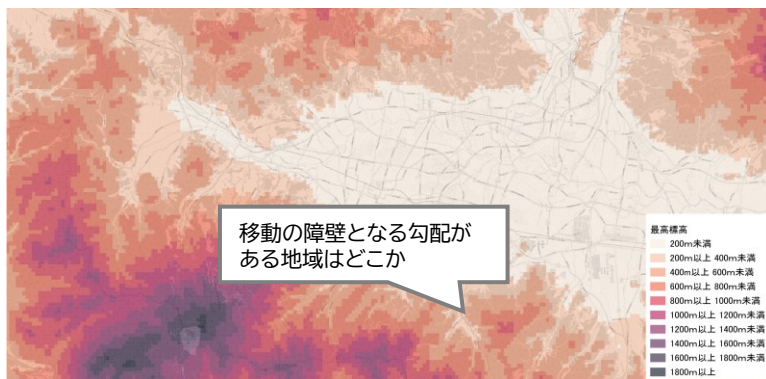 移動の障壁となる勾配が
ある地域はどこか
最高標高
200m未満
200m以上 400m未満
400m以上 600m未満
600m以上 800m未満
800m以上 1000m未満
1000m以上 1200m未満
1200m以上 1400m未満
1400m以上 1600m未満
1600m以上 1800m未満
1800m以上